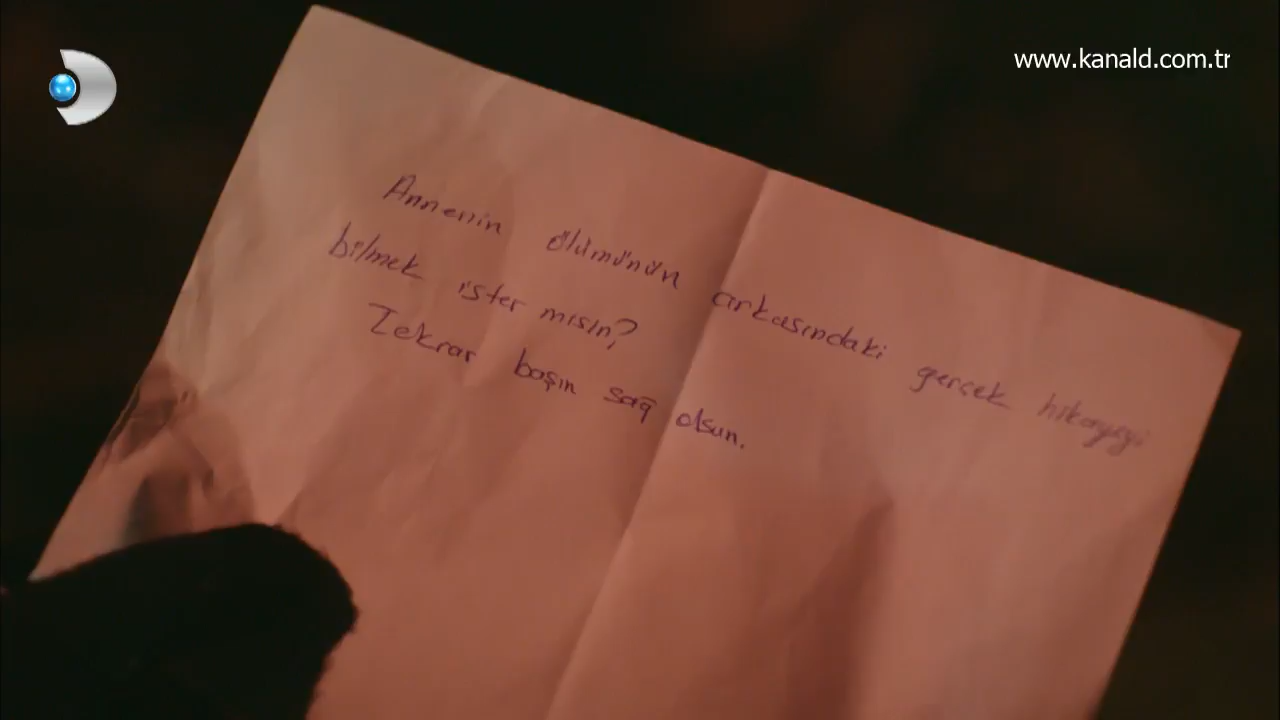 www.kanald.com.tr
Annenin ölümünün arkasındaki gerçek hikayeyi
bilmek ister misin?
Tekrar başın sağ olsun.